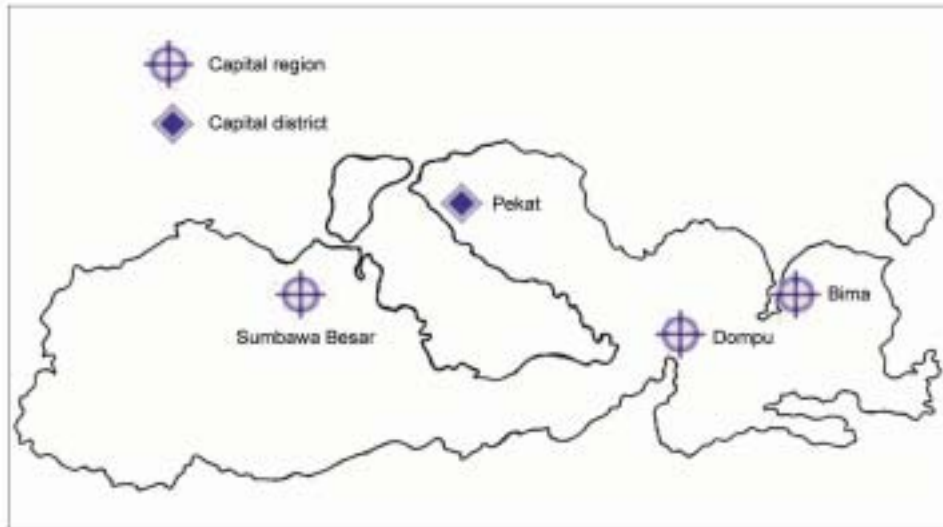 Capital region
Capital district
Pekat
Bima
Sumbawa Besar
Dompu